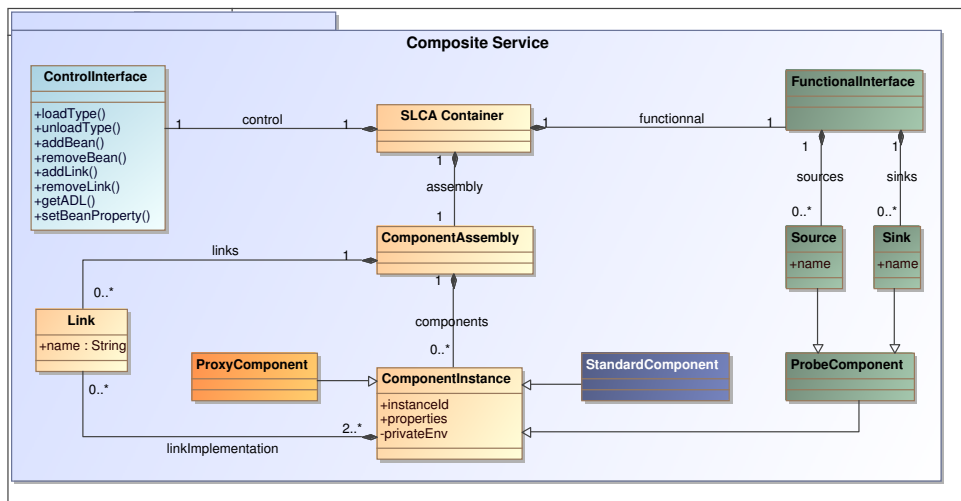 Composite Service
ControlInterface
+loadType()
+unloadType()
+addBean()
+removeBean()
+addLink()
+removeLink()
+getADL()
+setBeanProperty()
1
control
1
SLCA Container
1
functionnal
1
FunctionalInterface
1
assembly
1
1
sources
0..*
1
sinks
0..*
ComponentAssembly
Source
+name
Sink
+name
links
1
0..*
1
components
0..*
Link
+name : String
ProxyComponent
StandardComponent
ProbeComponent
ComponentInstance
+instanceId
+properties
-privateEnv
0..*
2..*
linkImplementation